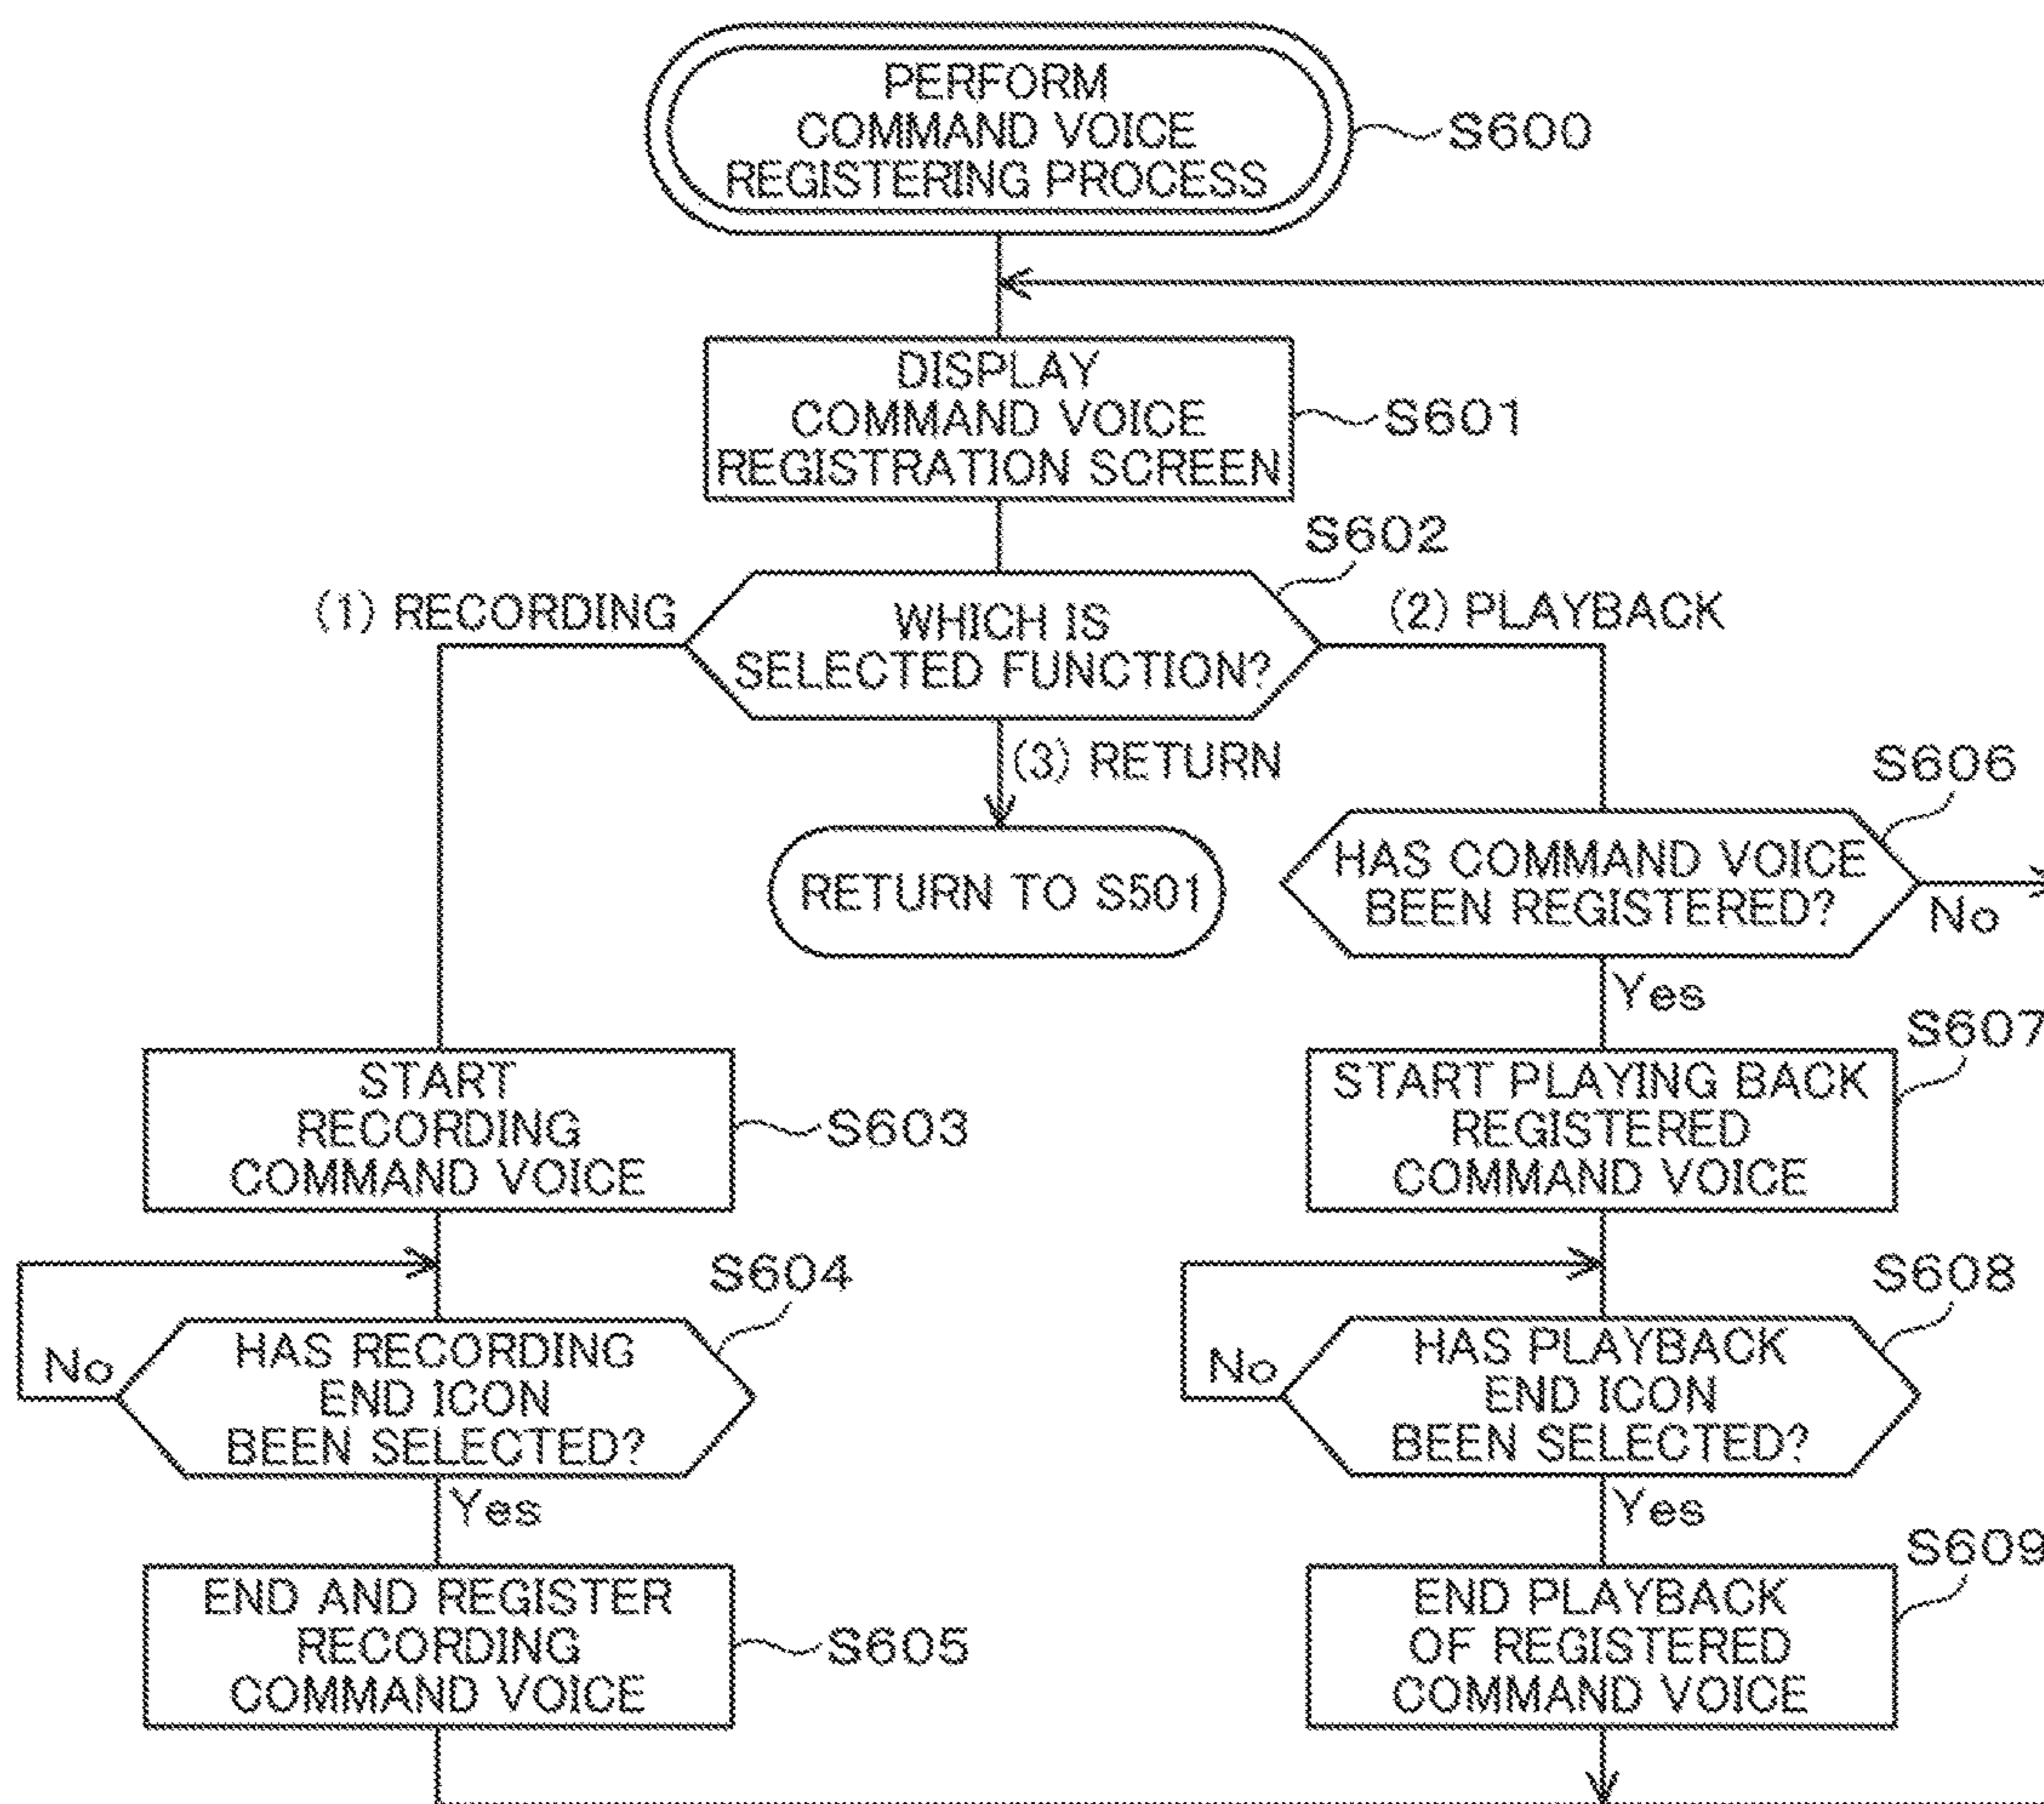 PERFORM
COMMAND VOICE
REGISTERING PROCESS
S600
DISPLAY
COMMAND VOICE
REGISTRATION SCREEN
S601
S602
(1) RECORDING
WHICH IS
SELECTED FUNCTION?
(2) PLAYBACK
(3) RETURN
RETURN TO S501
S606
HAS COMMAND VOICE
BEEN REGISTERED?
No
Yes
START
RECORDING
COMMAND VOICE
S603
S607
START PLAYING BACK
REGISTERED
COMMAND VOICE
S604
No
HAS RECORDING
END ICON
BEEN SELECTED?
Yes
S608
No
HAS PLAYBACK
END ICON
BEEN SELECTED?
Yes
END AND REGISTER
RECORDING
COMMAND VOICE
S605
S609
END PLAYBACK
OF REGISTERED
COMMAND VOICE